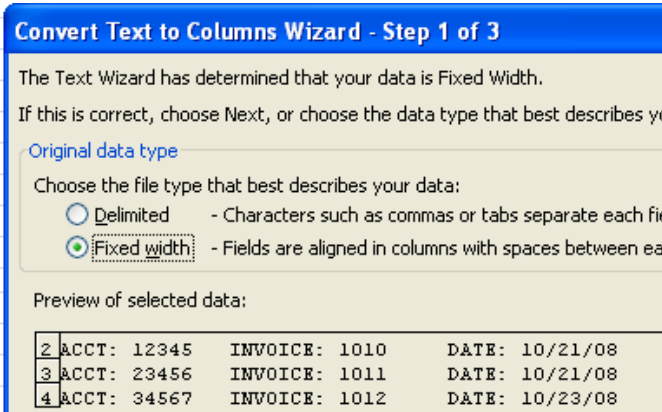 Convert Text to Columns Wizard - Step 1 of 3
The Text Wizard has determined that your data is Fixed Width.
If this is correct, choose Next, or choose the data type that best describes
Original data type
Choose the file type that best describes your data:
Delimited - Characters such as commas or tabs separate each
Fixed width - Fields are aligned in columns with spaces between
Preview of selected data:
2 ACCT: 12345 INVOICE: 1010 DATE: 10/21/08
3 ACCT: 23456 INVOICE: 1011 DATE: 10/21/08
4 ACCT: 34567 INVOICE: 1012 DATE: 10/23/08